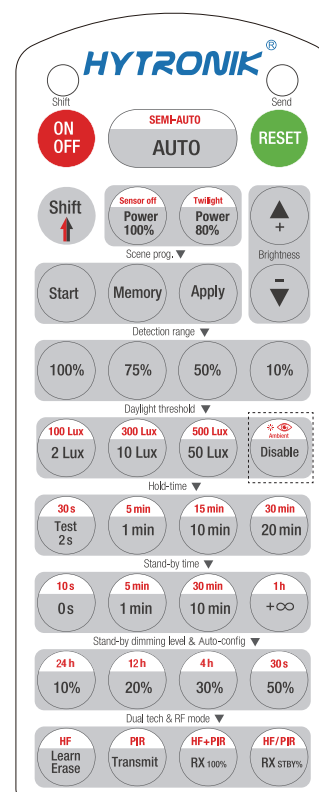 HYTRONIK®
Shift Send
ON
OFF
SEMI-AUTO
AUTO
RESET
Shift
Sensor off
Power
100%
Twilight
Power
80%
+
Brightness
−
Scene prog. ▼
Start Memory Apply
Detection range ▼
100% 75% 50% 10%
Daylight threshold ▼
100 Lux 300 Lux 500 Lux Ambient
2 Lux 10 Lux 50 Lux Disable
Hold-time ▼
30 s 5 min 15 min 30 min
Test
2 s
1 min 10 min 20 min
Stand-by time ▼
10 s 5 min 30 min 1 h
0 s 1 min 10 min +∞
Stand-by dimming level & Auto-config ▼
24 h 12 h 4 h 30 s
10% 20% 30% 50%
Dual tech & RF mode ▼
HF PIR HF+PIR HF/PIR
Learn
Erase
Transmit RX 100% RX STBY%